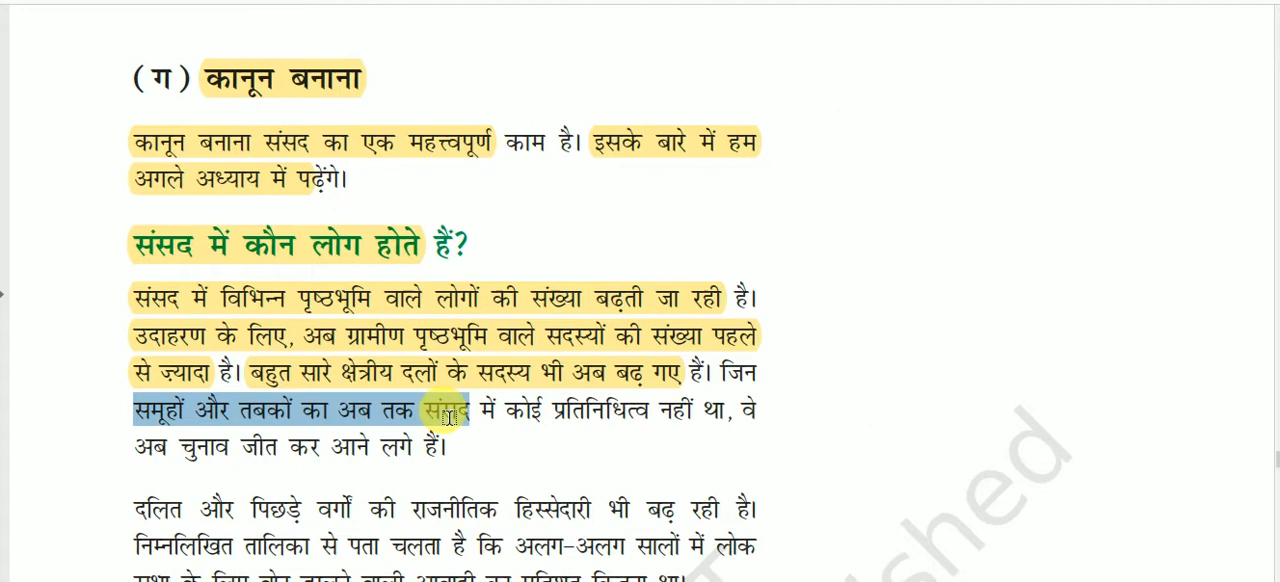 (ग) कानून बनाना
कानून बनाना संसद का एक महत्त्वपूर्ण काम है। इसके बारे में हम
अगले अध्याय में पढ़ेंगे।
संसद में कौन लोग होते हैं?
संसद में विभिन्न पृष्ठभूमि वाले लोगों की संख्या बढ़ती जा रही है।
उदाहरण के लिए, अब ग्रामीण पृष्ठभूमि वाले सदस्यों की संख्या पहले
से ज़्यादा है। बहुत सारे क्षेत्रीय दलों के सदस्य भी अब बढ़ गए हैं। जिन
समूहों और तबकों का अब तक संसद में कोई प्रतिनिधित्व नहीं था, वे
अब चुनाव जीत कर आने लगे हैं।
दलित और पिछड़े वर्गों की राजनीतिक हिस्सेदारी भी बढ़ रही है।
निम्नलिखित तालिका से पता चलता है कि अलग-अलग सालों में लोक